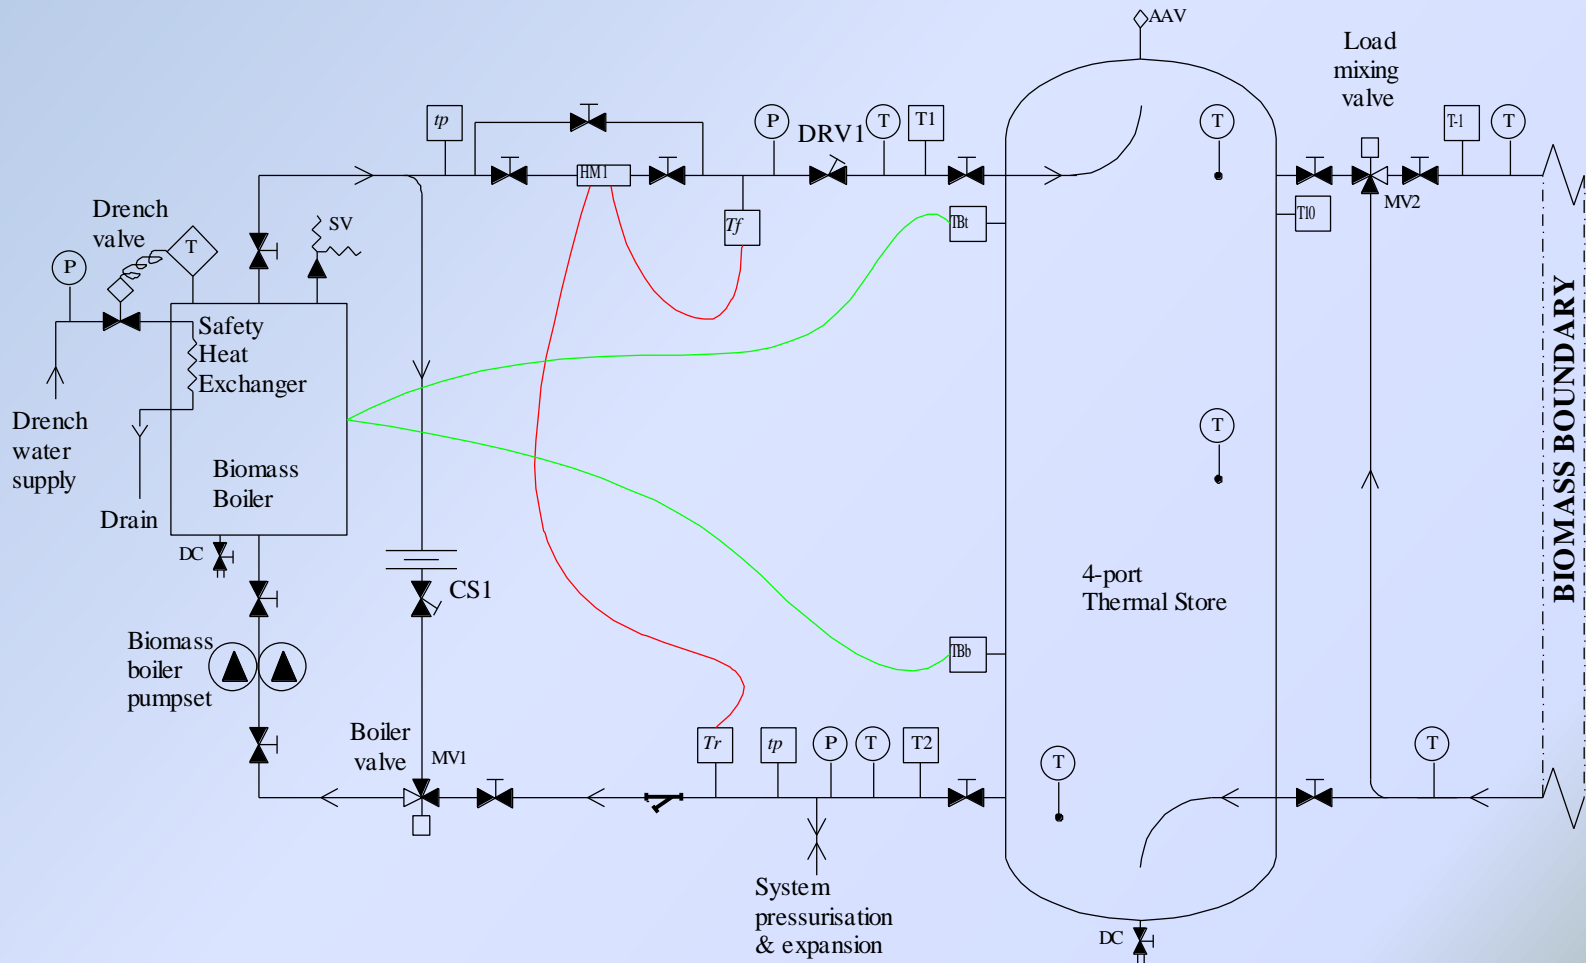 AAV
Load
mixing
valve
tp
P
DRV1
T
T1
T
T-1
T
HM1
MV2
Drench
valve
T
SV
Tf
TBt
T10
P
Safety
Heat
Exchanger
Drench
water
supply
Biomass
Boiler
Drain
T
BIOMASS BOUNDARY
DC
CS1
4-port
Thermal Store
Biomass
boiler
pumpset
TBb
Boiler
valve
MV1
Tr
tp
P
T
T2
T
T
System
pressurisation
& expansion
DC